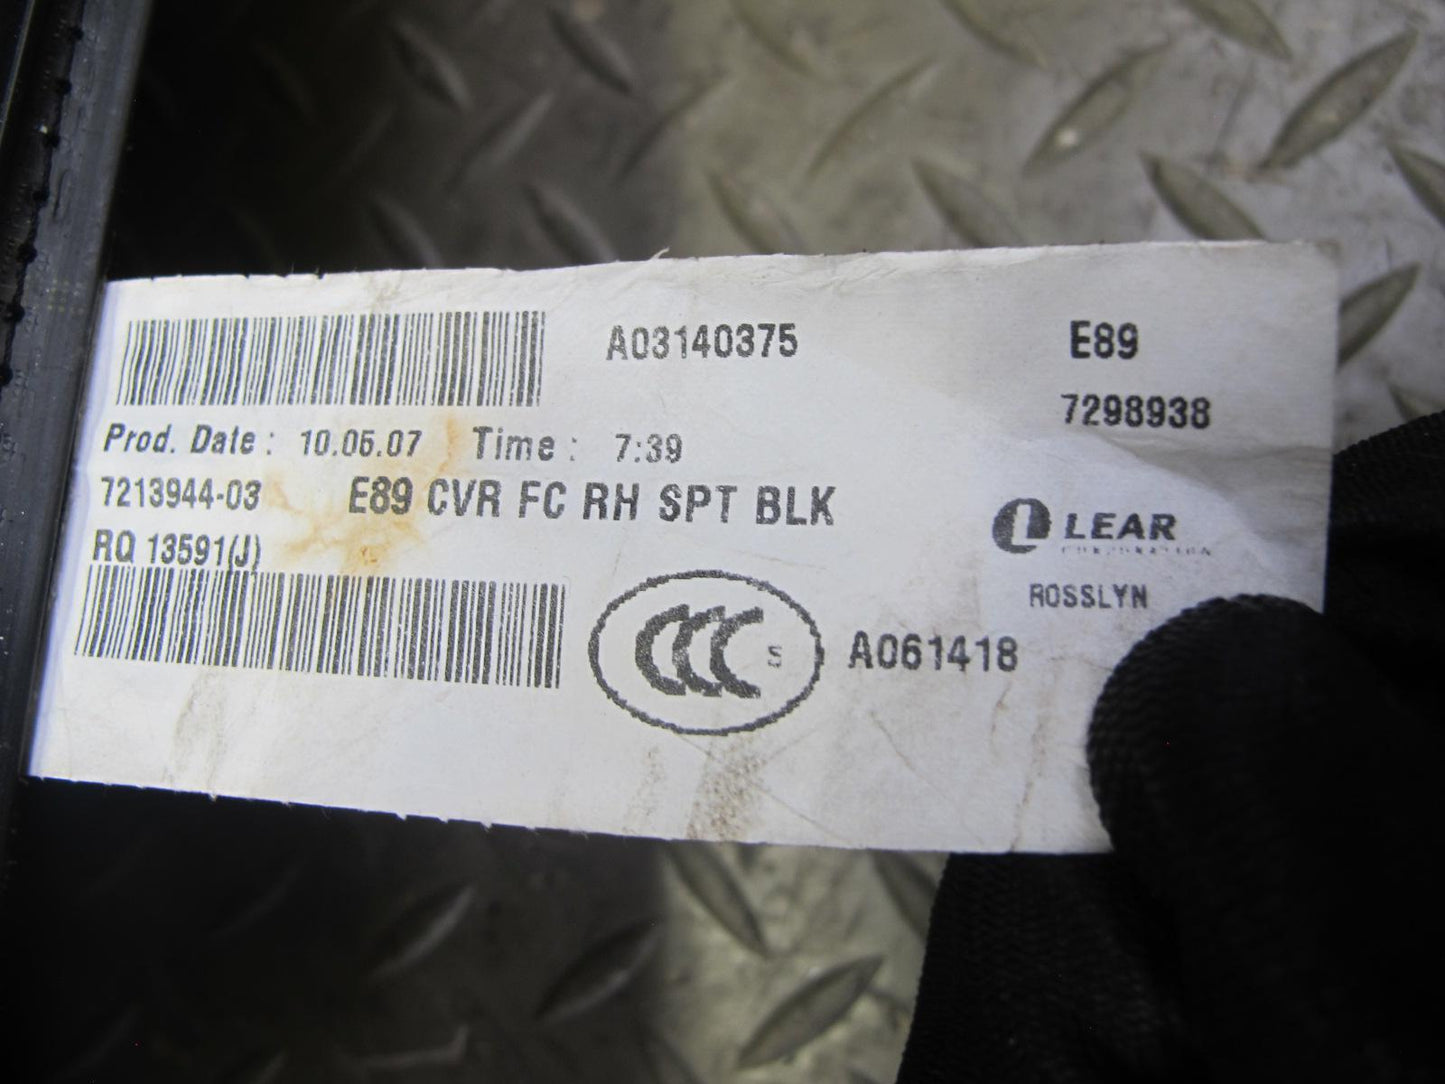 A03140375
E89
7298938
Prod. Date : 10.05.07 Time : 7:39
7213944-03 E89 CVR FC RH SPT BLK
LEAR
CORPORATION
RQ 13591(J)
ROSSLYN
CCC S
A061418